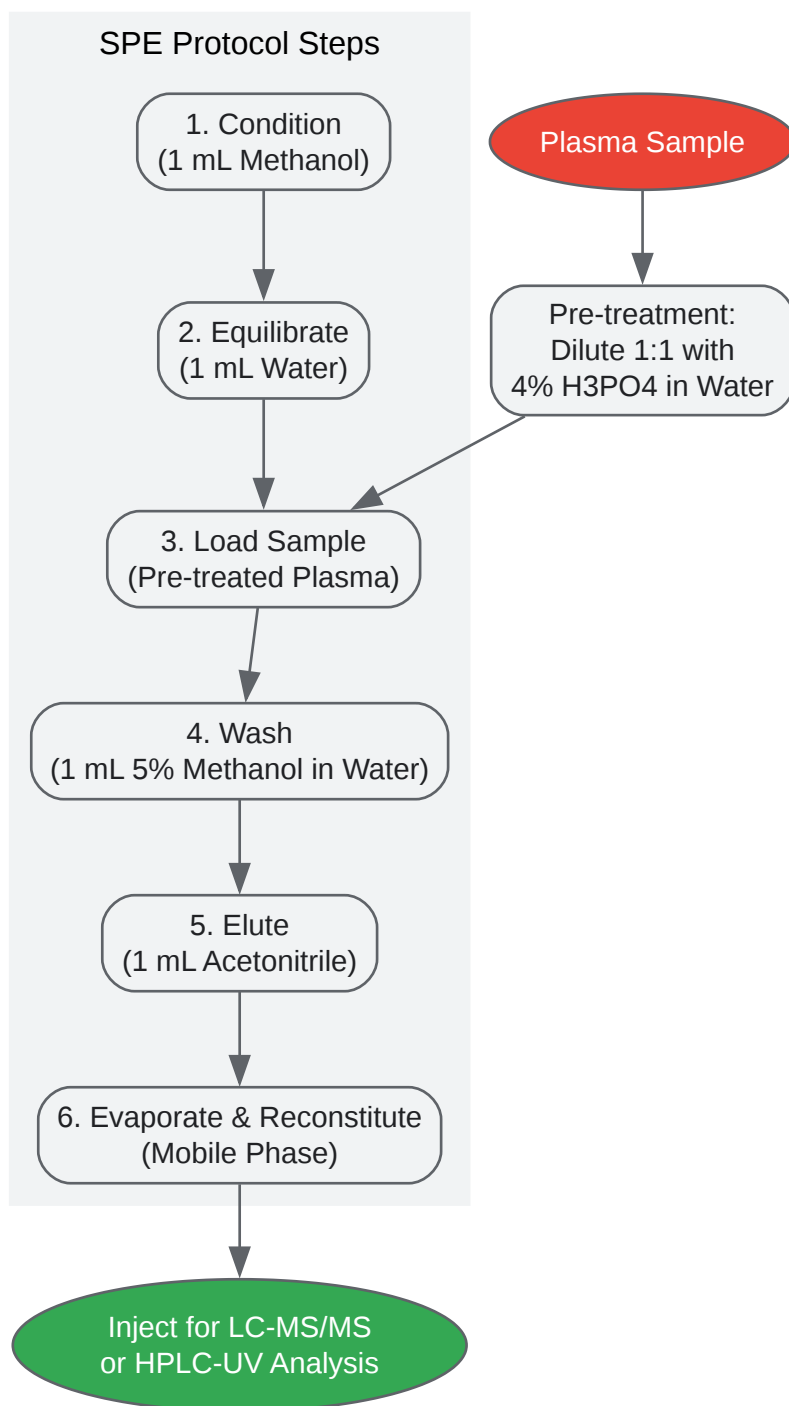 SPE Protocol Steps
1. Condition
(1 mL Methanol)
Plasma Sample
2. Equilibrate
(1 mL Water)
Pre-treatment:
Dilute 1:1 with
4% H3PO4 in Water
3. Load Sample
(Pre-treated Plasma)
4. Wash
(1 mL 5% Methanol in Water)
5. Elute
(1 mL Acetonitrile)
6. Evaporate & Reconstitute
(Mobile Phase)
Inject for LC-MS/MS
or HPLC-UV Analysis